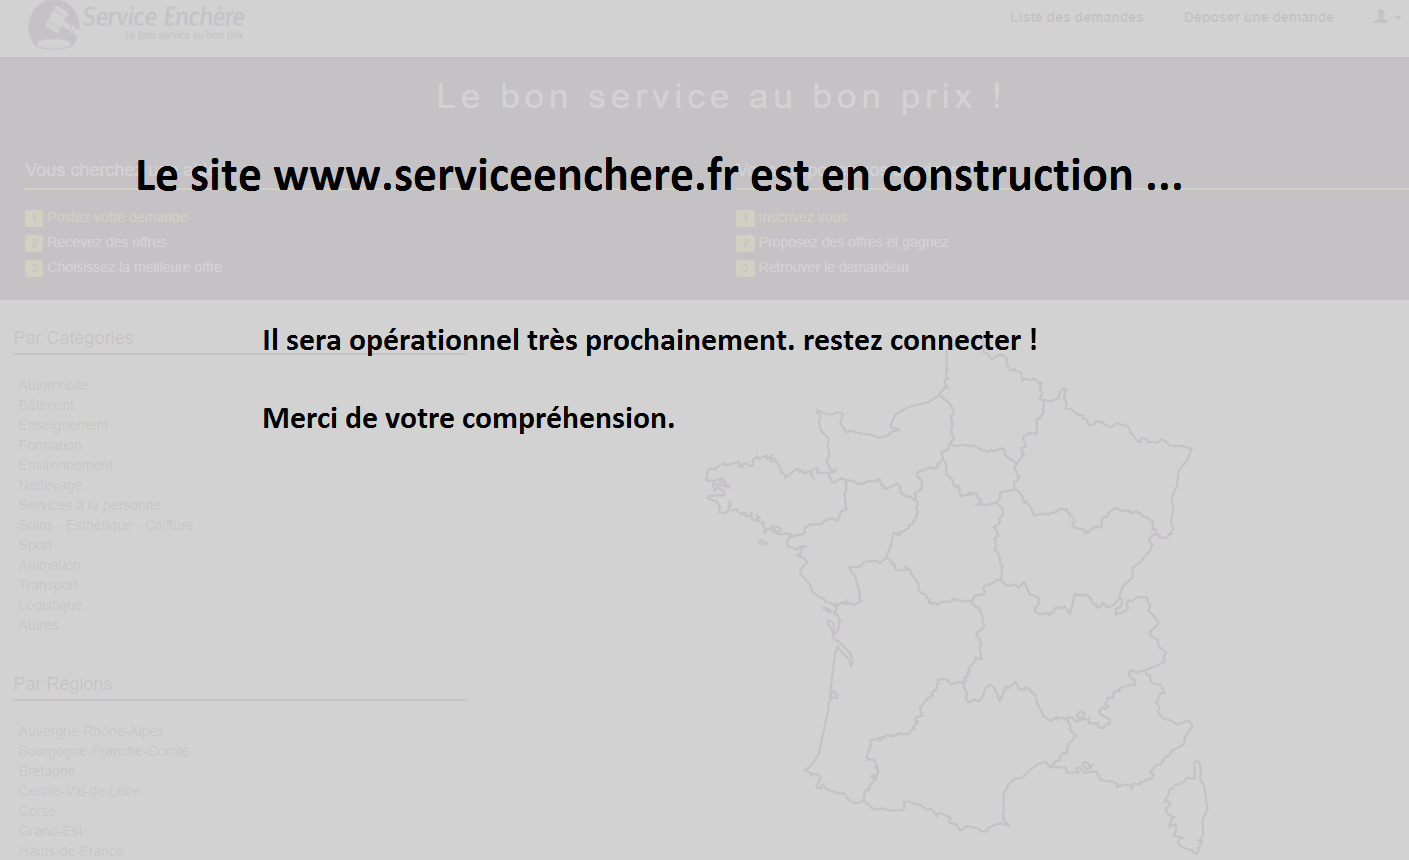 Service Enchère
Le bon service au bon prix
Liste des demandes
Déposer une demande
Le bon service au bon prix !
Vous cherchez
Le site www.serviceenchere.fr est en construction ...
1 Postez votre demande
2 Recevez des offres
3 Choisissez la meilleure offre
1 Inscrivez vous
2 Proposez des offres et gagnez
3 Retrouver le demandeur
Il sera opérationnel très prochainement. restez connecter !
Merci de votre compréhension.
Par Catégories
Automobile
Bâtiment
Enseignement
Formation
Environnement
Nettoyage
Services à la personne
Soins - Esthetique - Coiffure
Sport
Animation
Transport
Logistique
Autres
Par Régions
Auvergne-Rhône-Alpes
Bourgogne-Franche-Comté
Bretagne
Centre-Val-de-Loire
Corse
Grand-Est
Hauts-de-France